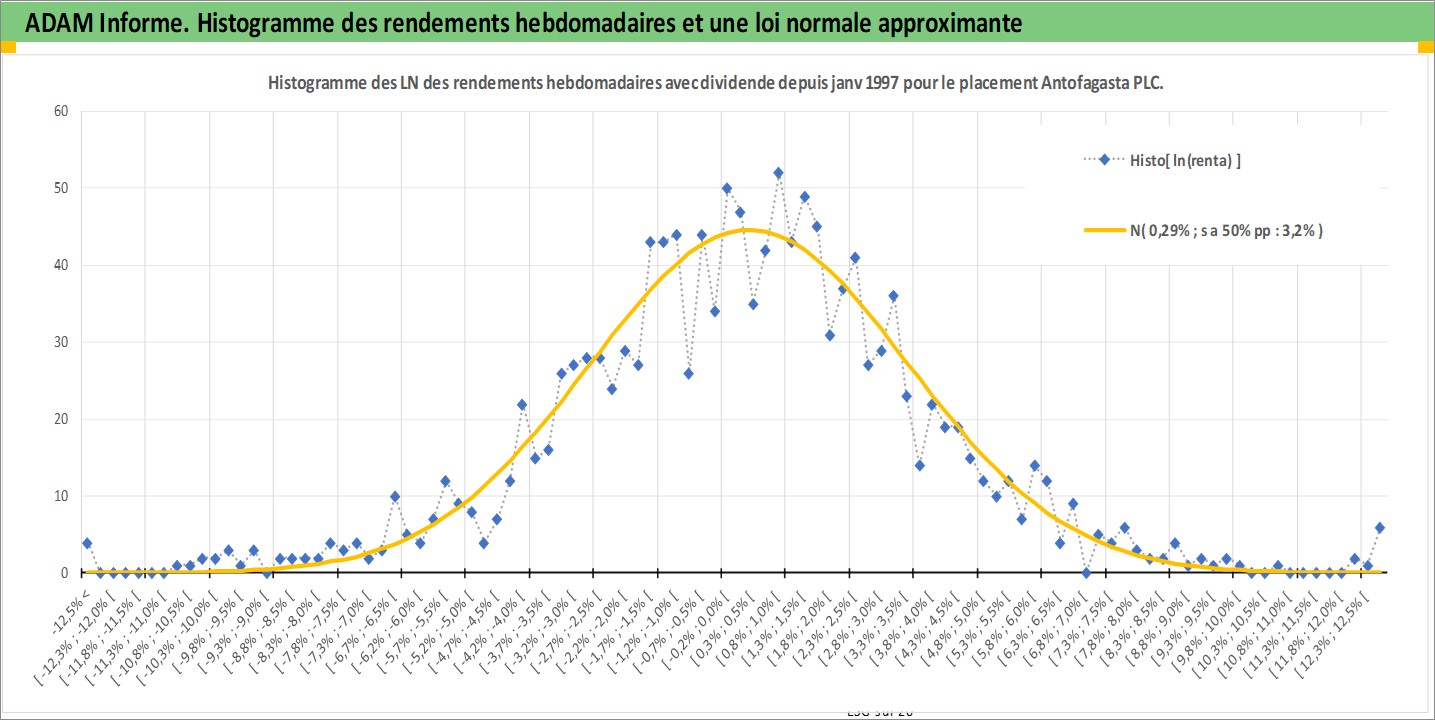 ADAM Informe. Histogramme des rendements hebdomadaires et une loi normale approximante
Histogramme des LN des rendements hebdomadaires avec dividende depuis janv 1997 pour le placement Antofagasta PLC.
60
50
40
30
20
10
0
Histo[ ln(renta) ]
N( 0,29% ; s a 50% pp : 3,2% )
-12,5% <
[ -12,3% ; -12,0% [
[ -11,8% ; -11,5% [
[ -11,3% ; -11,0% [
[ -10,8% ; -10,5% [
[ -10,3% ; -10,0% [
[ -9,8% ; -9,5% [
[ -9,3% ; -9,0% [
[ -8,8% ; -8,5% [
[ -8,3% ; -8,0% [
[ -7,8% ; -7,5% [
[ -7,3% ; -7,0% [
[ -6,7% ; -6,5% [
[ -6,2% ; -6,0% [
[ -5,7% ; -5,5% [
[ -5,2% ; -5,0% [
[ -4,7% ; -4,5% [
[ -4,2% ; -4,0% [
[ -3,7% ; -3,5% [
[ -3,2% ; -3,0% [
[ -2,7% ; -2,5% [
[ -2,2% ; -2,0% [
[ -1,7% ; -1,5% [
[ -1,2% ; -1,0% [
[ -0,7% ; -0,5% [
[ -0,2% ; 0,0% [
[ 0,3% ; 0,5% [
[ 0,8% ; 1,0% [
[ 1,3% ; 1,5% [
[ 1,8% ; 2,0% [
[ 2,3% ; 2,5% [
[ 2,8% ; 3,0% [
[ 3,3% ; 3,5% [
[ 3,8% ; 4,0% [
[ 4,3% ; 4,5% [
[ 4,8% ; 5,0% [
[ 5,3% ; 5,5% [
[ 5,8% ; 6,0% [
[ 6,3% ; 6,5% [
[ 6,8% ; 7,0% [
[ 7,3% ; 7,5% [
[ 7,8% ; 8,0% [
[ 8,3% ; 8,5% [
[ 8,8% ; 9,0% [
[ 9,3% ; 9,5% [
[ 9,8% ; 10,0% [
[ 10,3% ; 10,5% [
[ 10,8% ; 11,0% [
[ 11,3% ; 11,5% [
[ 11,8% ; 12,0% [
[ 12,3% ; 12,5% [